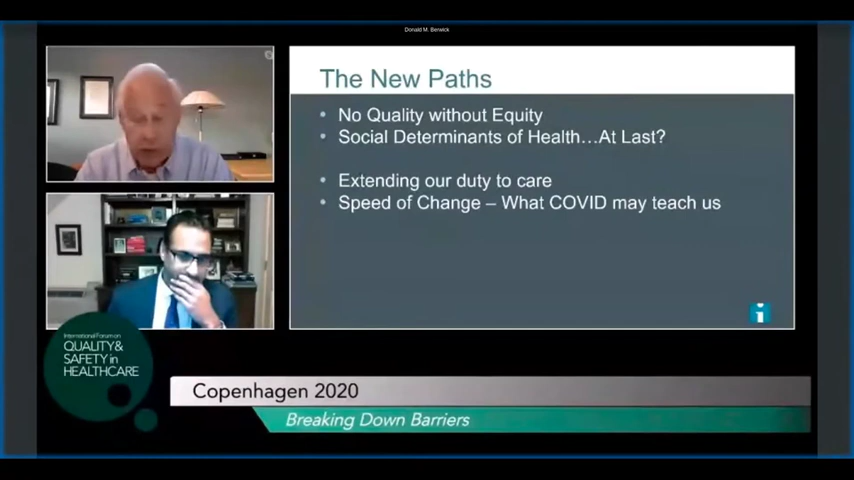 Donald M. Berwick
The New Paths
• No Quality without Equity
• Social Determinants of Health...At Last?
• Extending our duty to care
• Speed of Change – What COVID may teach us
i
International Forum on
QUALITY&
SAFETY in
HEALTHCARE
Copenhagen 2020
Breaking Down Barriers